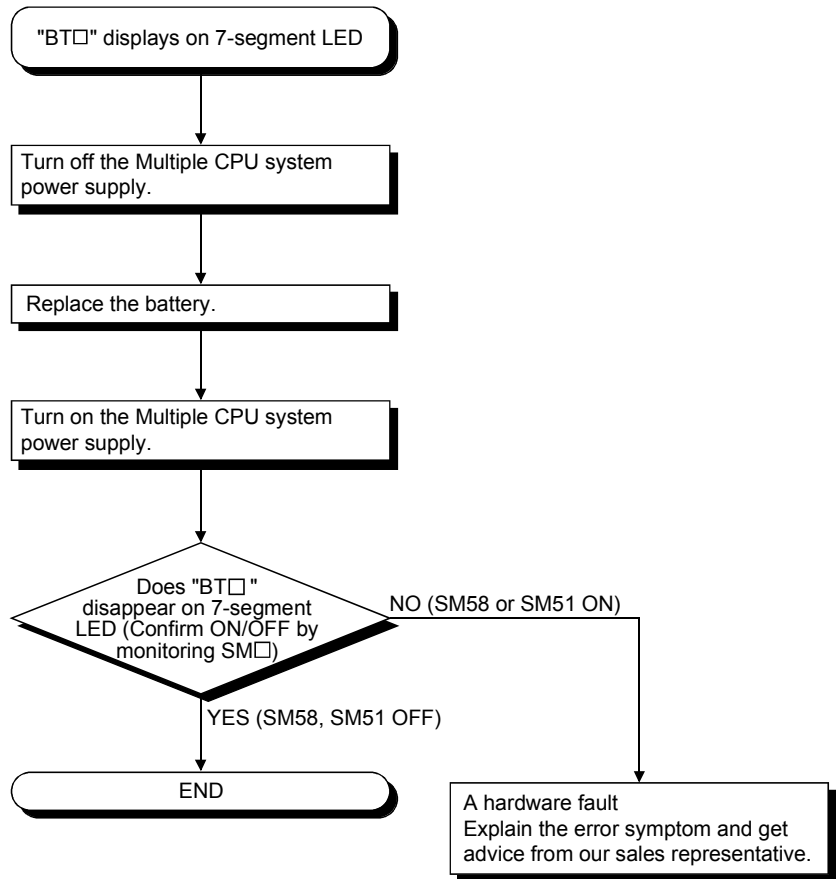 "BT□" displays on 7-segment LED
Turn off the Multiple CPU system
power supply.
Replace the battery.
Turn on the Multiple CPU system
power supply.
Does "BT□ "
disappear on 7-segment
LED (Confirm ON/OFF by
monitoring SM□)
NO (SM58 or SM51 ON)
YES (SM58, SM51 OFF)
END
A hardware fault
Explain the error symptom and get
advice from our sales representative.